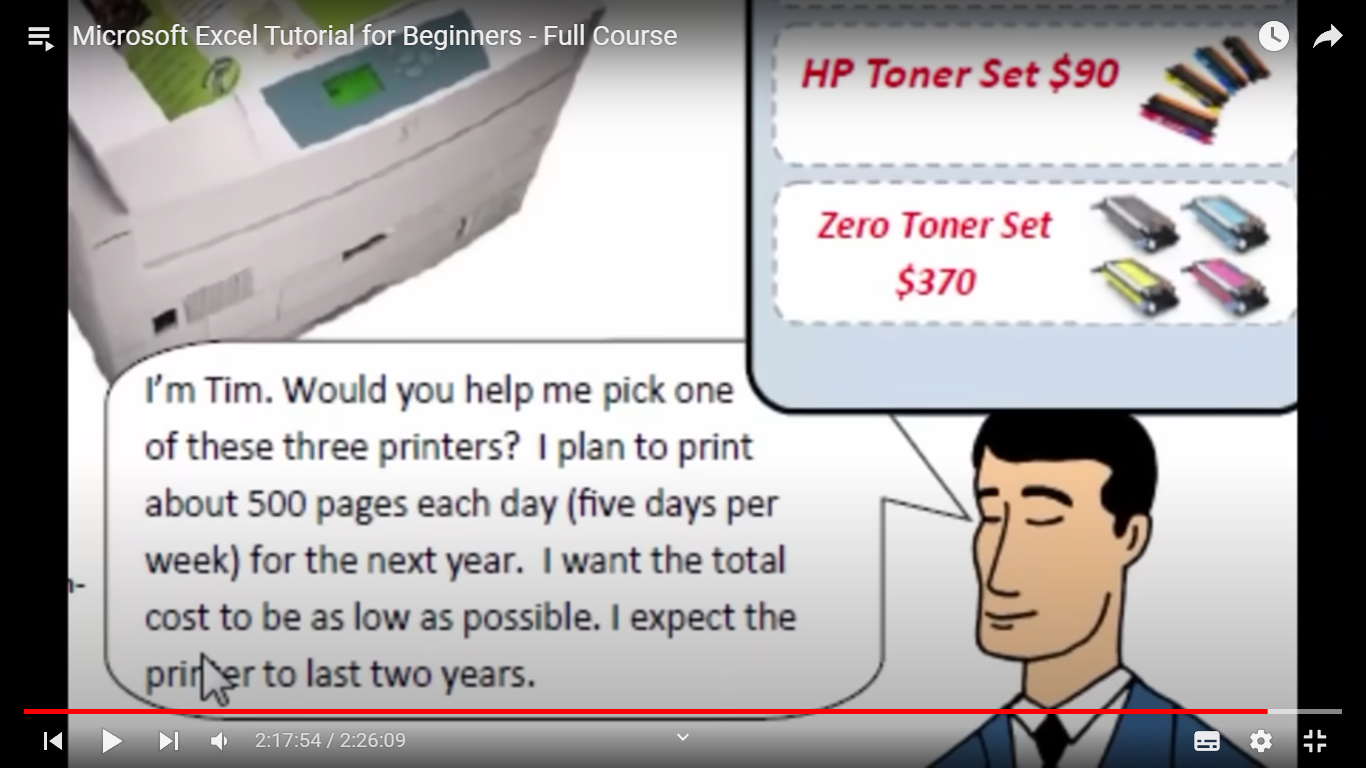 Microsoft Excel Tutorial for Beginners - Full Course
HP Toner Set $90
Zero Toner Set
$370
I'm Tim. Would you help me pick one
of these three printers? I plan to print
about 500 pages each day (five days per
week) for the next year. I want the total
cost to be as low as possible. I expect the
printer to last two years.
2:17:54 / 2:26:09